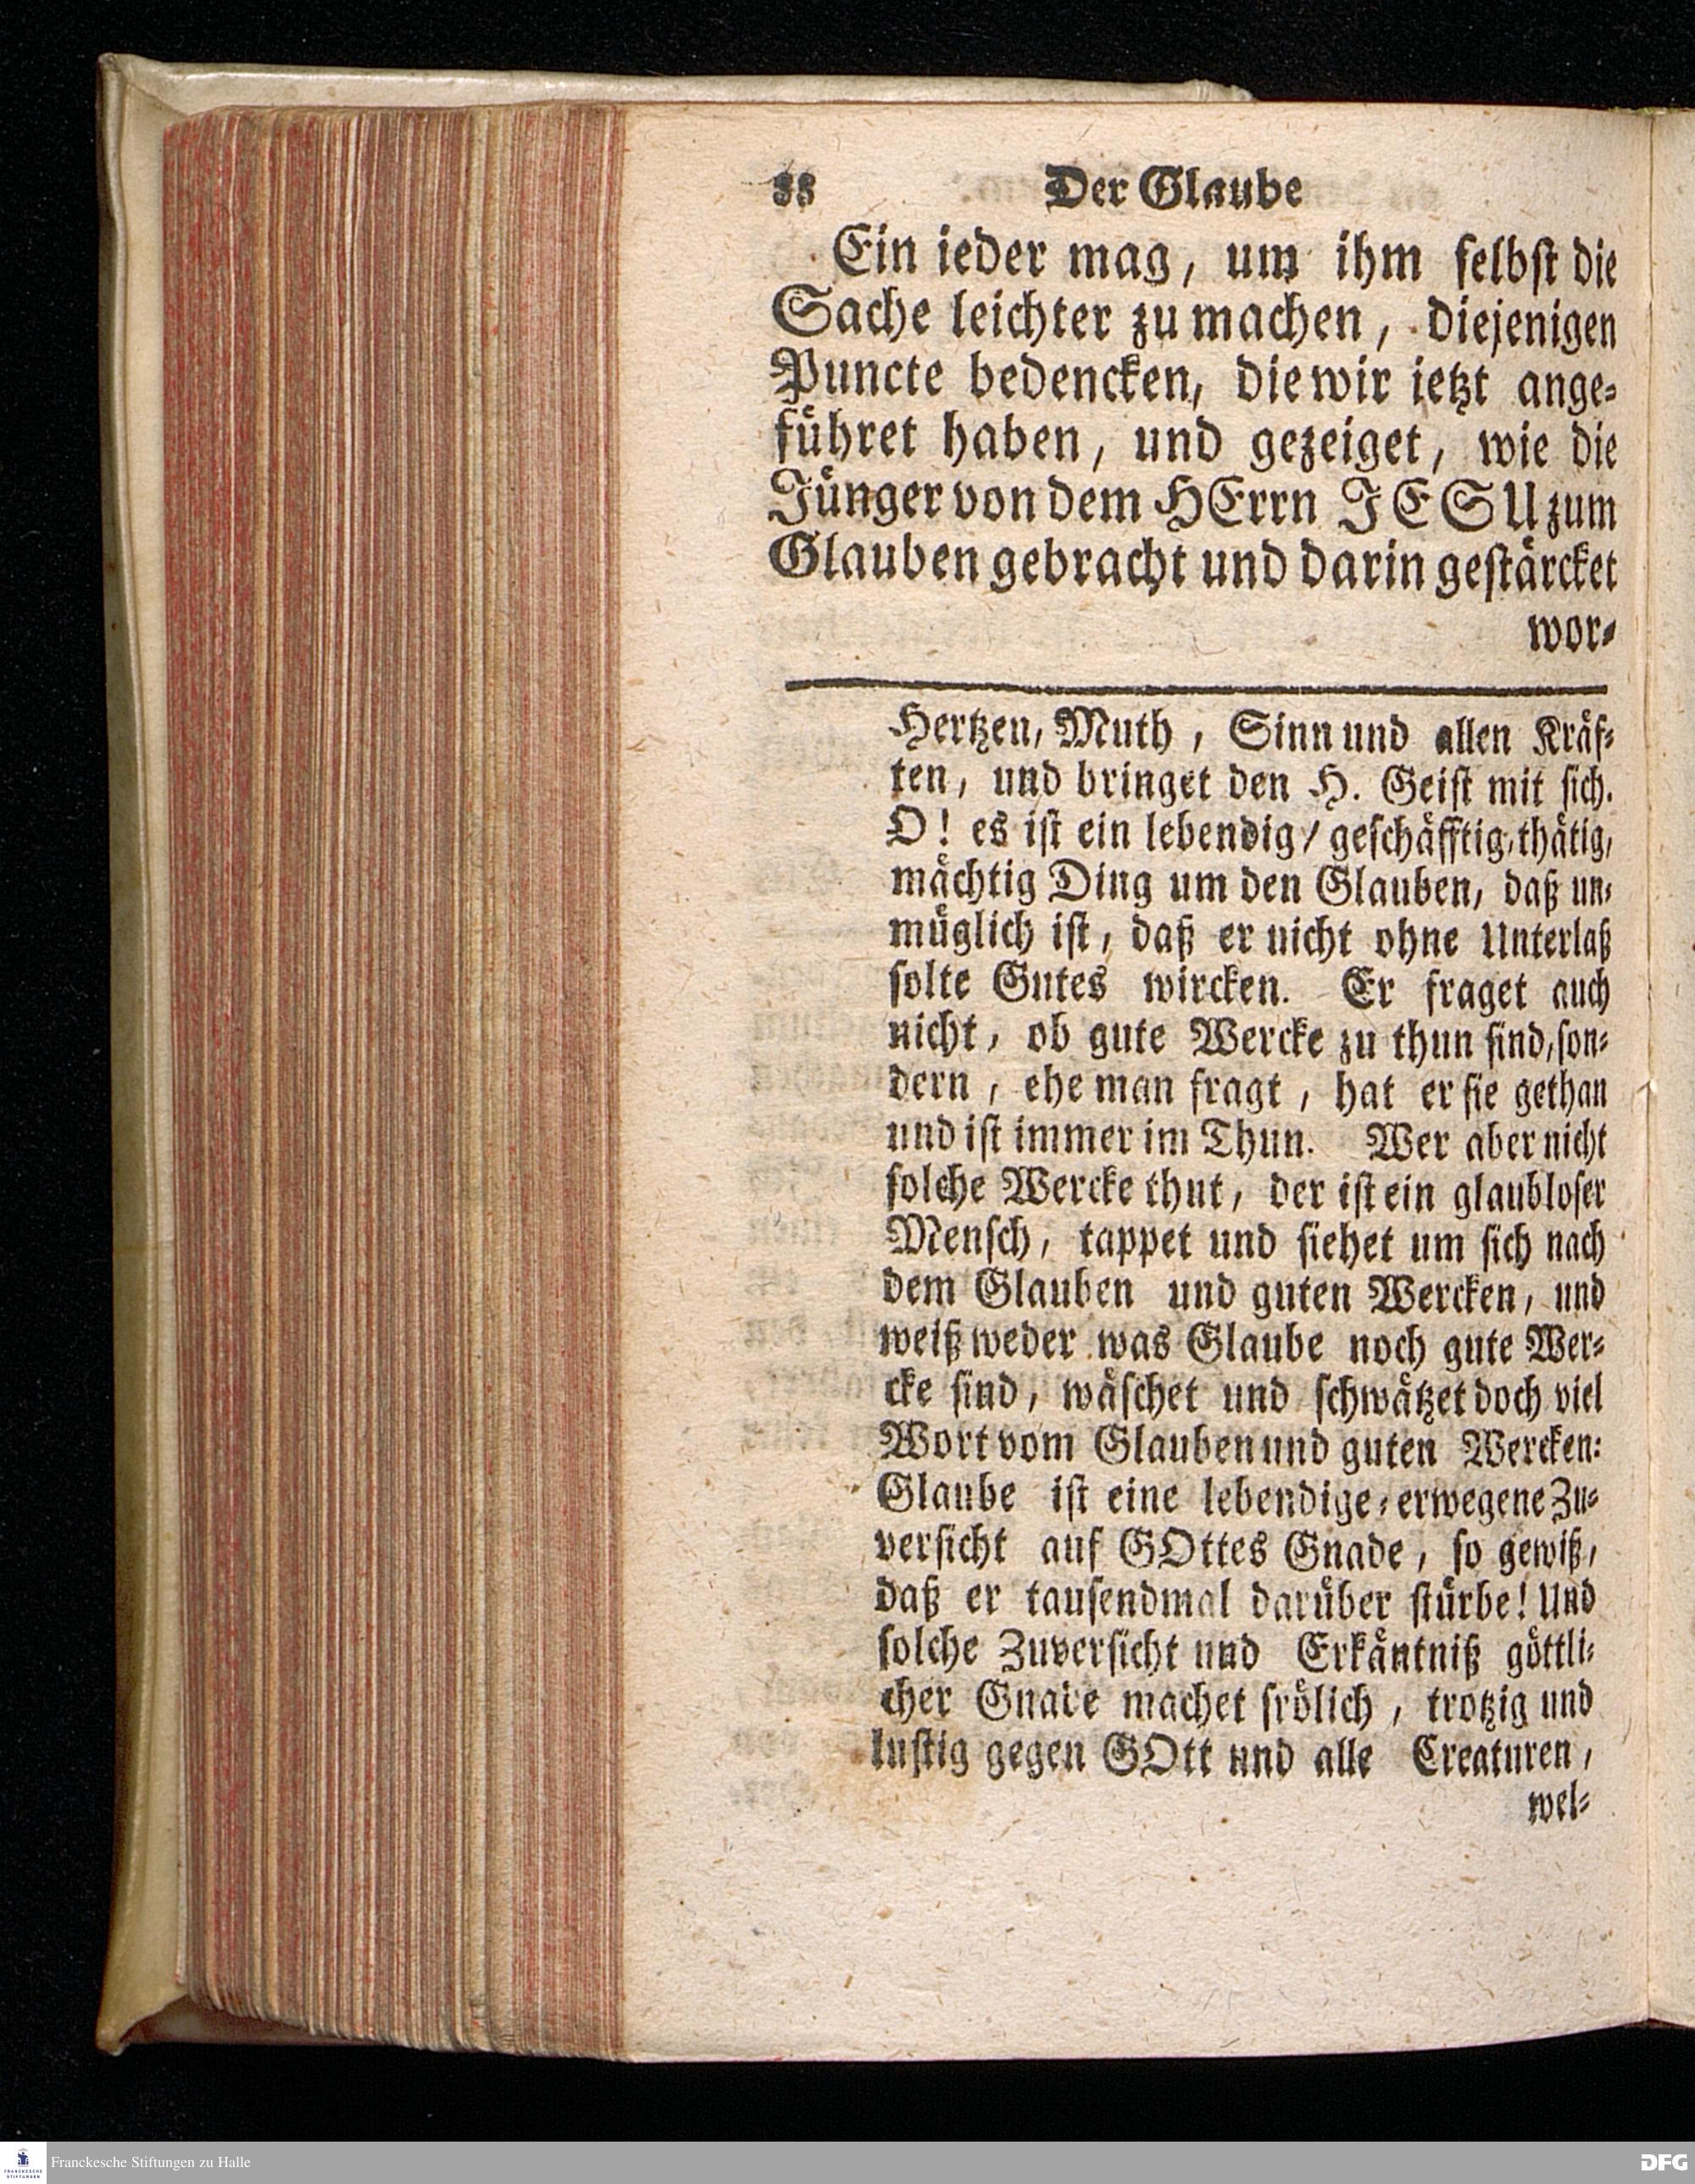 88 Der Glaube
Ein ieder mag, um ihm selbst die
Sache leichter zu machen, diejenigen
Puncte bedencken, die wir ietzt ange-
führet haben, und gezeiget, wie die
Jünger von dem HErrn JESU zum
Glauben gebracht und darin gestärcket
wor-
Hertzen, Muth, Sinn und allen Kräf-
ten, und bringet den H. Geist mit sich.
O! es ist ein lebendig/ geschäfftig, thätig,
mächtig Ding um den Glauben, daß un-
müglich ist, daß er nicht ohne Unterlaß
solte Gutes wircken. Er fraget auch
nicht, ob gute Wercke zu thun sind, son-
dern, ehe man fragt, hat er sie gethan
und ist immer im Thun. Wer aber nicht
solche Wercke thut, der ist ein glaubloser
Mensch, tappet und siehet um sich nach
dem Glauben und guten Wercken, und
weiß weder was Glaube noch gute Wer-
cke sind, wäschet und schwätzet doch viel
Wort vom Glauben und guten Wercken:
Glaube ist eine lebendige, erwegene Zu-
versicht auf GOttes Gnade, so gewiß,
daß er tausendmal darüber stürbe! Und
solche Zuversicht und Erkäntniß göttli-
cher Gnade machet frölich, trotzig und
lustig gegen GOtt und alle Creaturen,
wel-
FRANCKESCHE STIFTUNGEN
Franckesche Stiftungen zu Halle
DFG